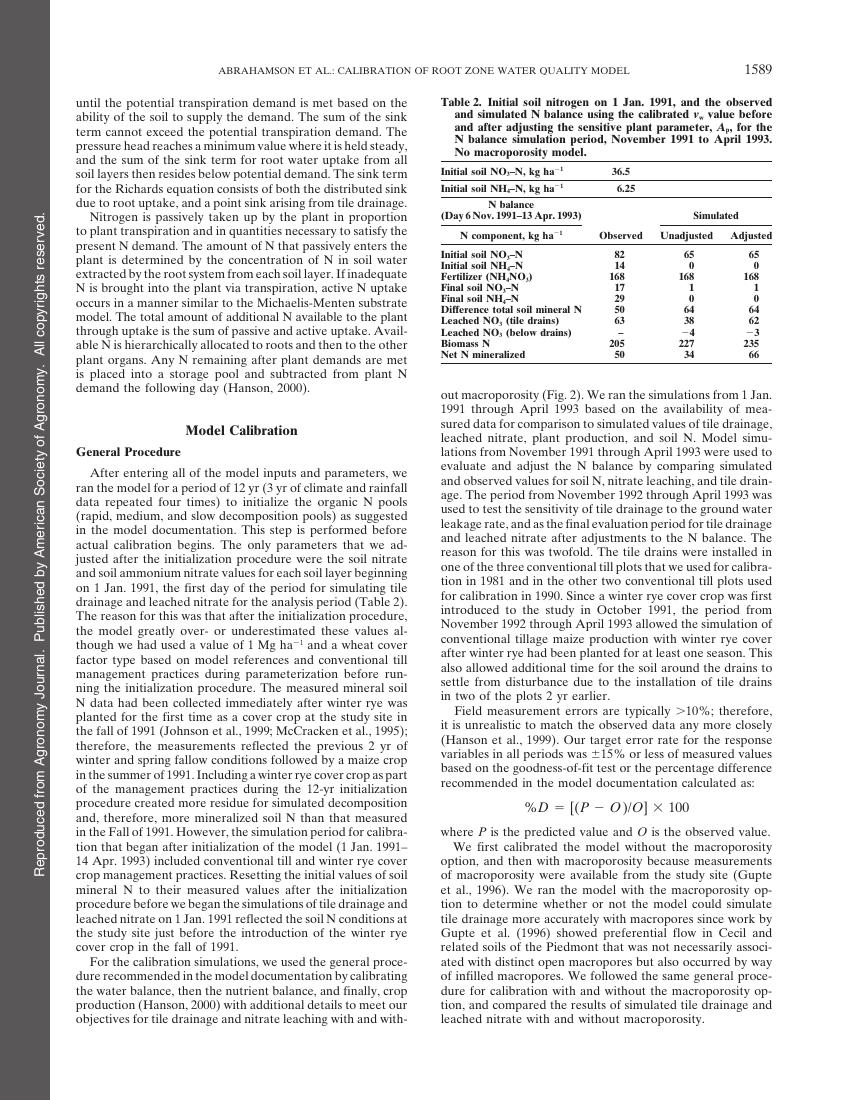 ABRAHAMSON ET AL.: CALIBRATION OF ROOT ZONE WATER QUALITY MODEL 1589
Reproduced from Agronomy Journal. Published by American Society of Agronomy. All copyrights reserved.
until the potential transpiration demand is met based on the
ability of the soil to supply the demand. The sum of the sink
term cannot exceed the potential transpiration demand. The
pressure head reaches a minimum value where it is held steady,
and the sum of the sink term for root water uptake from all
soil layers then resides below potential demand. The sink term
for the Richards equation consists of both the distributed sink
due to root uptake, and a point sink arising from tile drainage.
Nitrogen is passively taken up by the plant in proportion
to plant transpiration and in quantities necessary to satisfy the
present N demand. The amount of N that passively enters the
plant is determined by the concentration of N in soil water
extracted by the root system from each soil layer. If inadequate
N is brought into the plant via transpiration, active N uptake
occurs in a manner similar to the Michaelis-Menten substrate
model. The total amount of additional N available to the plant
through uptake is the sum of passive and active uptake. Avail-
able N is hierarchically allocated to roots and then to the other
plant organs. Any N remaining after plant demands are met
is placed into a storage pool and subtracted from plant N
demand the following day (Hanson, 2000).
Model Calibration
General Procedure
After entering all of the model inputs and parameters, we
ran the model for a period of 12 yr (3 yr of climate and rainfall
data repeated four times) to initialize the organic N pools
(rapid, medium, and slow decomposition pools) as suggested
in the model documentation. This step is performed before
actual calibration begins. The only parameters that we ad-
justed after the initialization procedure were the soil nitrate
and soil ammonium nitrate values for each soil layer beginning
on 1 Jan. 1991, the first day of the period for simulating tile
drainage and leached nitrate for the analysis period (Table 2).
The reason for this was that after the initialization procedure,
the model greatly over- or underestimated these values al-
though we had used a value of 1 Mg ha⁻¹ and a wheat cover
factor type based on model references and conventional till
management practices during parameterization before run-
ning the initialization procedure. The measured mineral soil
N data had been collected immediately after winter rye was
planted for the first time as a cover crop at the study site in
the fall of 1991 (Johnson et al., 1999; McCracken et al., 1995);
therefore, the measurements reflected the previous 2 yr of
winter and spring fallow conditions followed by a maize crop
in the summer of 1991. Including a winter rye cover crop as part
of the management practices during the 12-yr initialization
procedure created more residue for simulated decomposition
and, therefore, more mineralized soil N than that measured
in the Fall of 1991. However, the simulation period for calibra-
tion that began after initialization of the model (1 Jan. 1991–
14 Apr. 1993) included conventional till and winter rye cover
crop management practices. Resetting the initial values of soil
mineral N to their measured values after the initialization
procedure before we began the simulations of tile drainage and
leached nitrate on 1 Jan. 1991 reflected the soil N conditions at
the study site just before the introduction of the winter rye
cover crop in the fall of 1991.
For the calibration simulations, we used the general proce-
dure recommended in the model documentation by calibrating
the water balance, then the nutrient balance, and finally, crop
production (Hanson, 2000) with additional details to meet our
objectives for tile drainage and nitrate leaching with and with-
Table 2. Initial soil nitrogen on 1 Jan. 1991, and the observed
and simulated N balance using the calibrated vw value before
and after adjusting the sensitive plant parameter, Ap, for the
N balance simulation period, November 1991 to April 1993.
No macroporosity model.
Initial soil NO₃–N, kg ha⁻¹ 36.5
Initial soil NH₄–N, kg ha⁻¹ 6.25
N balance
(Day 6 Nov. 1991–13 Apr. 1993) Simulated
N component, kg ha⁻¹ Observed Unadjusted Adjusted
Initial soil NO₃–N 82 65 65
Initial soil NH₄–N 14 0 0
Fertilizer (NH₄NO₃) 168 168 168
Final soil NO₃–N 17 1 1
Final soil NH₄–N 29 0 0
Difference total soil mineral N 50 64 64
Leached NO₃ (tile drains) 63 38 62
Leached NO₃ (below drains) – −4 −3
Biomass N 205 227 235
Net N mineralized 50 34 66
out macroporosity (Fig. 2). We ran the simulations from 1 Jan.
1991 through April 1993 based on the availability of mea-
sured data for comparison to simulated values of tile drainage,
leached nitrate, plant production, and soil N. Model simu-
lations from November 1991 through April 1993 were used to
evaluate and adjust the N balance by comparing simulated
and observed values for soil N, nitrate leaching, and tile drain-
age. The period from November 1992 through April 1993 was
used to test the sensitivity of tile drainage to the ground water
leakage rate, and as the final evaluation period for tile drainage
and leached nitrate after adjustments to the N balance. The
reason for this was twofold. The tile drains were installed in
one of the three conventional till plots that we used for calibra-
tion in 1981 and in the other two conventional till plots used
for calibration in 1990. Since a winter rye cover crop was first
introduced to the study in October 1991, the period from
November 1992 through April 1993 allowed the simulation of
conventional tillage maize production with winter rye cover
after winter rye had been planted for at least one season. This
also allowed additional time for the soil around the drains to
settle from disturbance due to the installation of tile drains
in two of the plots 2 yr earlier.
Field measurement errors are typically >10%; therefore,
it is unrealistic to match the observed data any more closely
(Hanson et al., 1999). Our target error rate for the response
variables in all periods was ±15% or less of measured values
based on the goodness-of-fit test or the percentage difference
recommended in the model documentation calculated as:
%D = [(P − O)/O] × 100
where P is the predicted value and O is the observed value.
We first calibrated the model without the macroporosity
option, and then with macroporosity because measurements
of macroporosity were available from the study site (Gupte
et al., 1996). We ran the model with the macroporosity op-
tion to determine whether or not the model could simulate
tile drainage more accurately with macropores since work by
Gupte et al. (1996) showed preferential flow in Cecil and
related soils of the Piedmont that was not necessarily associ-
ated with distinct open macropores but also occurred by way
of infilled macropores. We followed the same general proce-
dure for calibration with and without the macroporosity op-
tion, and compared the results of simulated tile drainage and
leached nitrate with and without macroporosity.